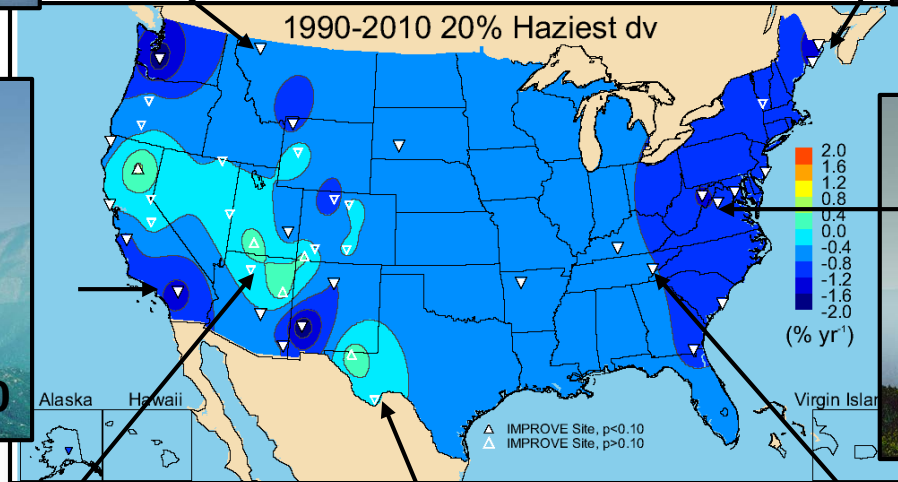 1990-2010 20% Haziest dv
2.0
1.6
1.2
0.8
0.4
0.0
-0.4
-0.8
-1.2
-1.6
-2.0
(% yr-1)
Alaska
Hawaii
Virgin Islan
IMPROVE Site, p<0.10
IMPROVE Site, p>0.10